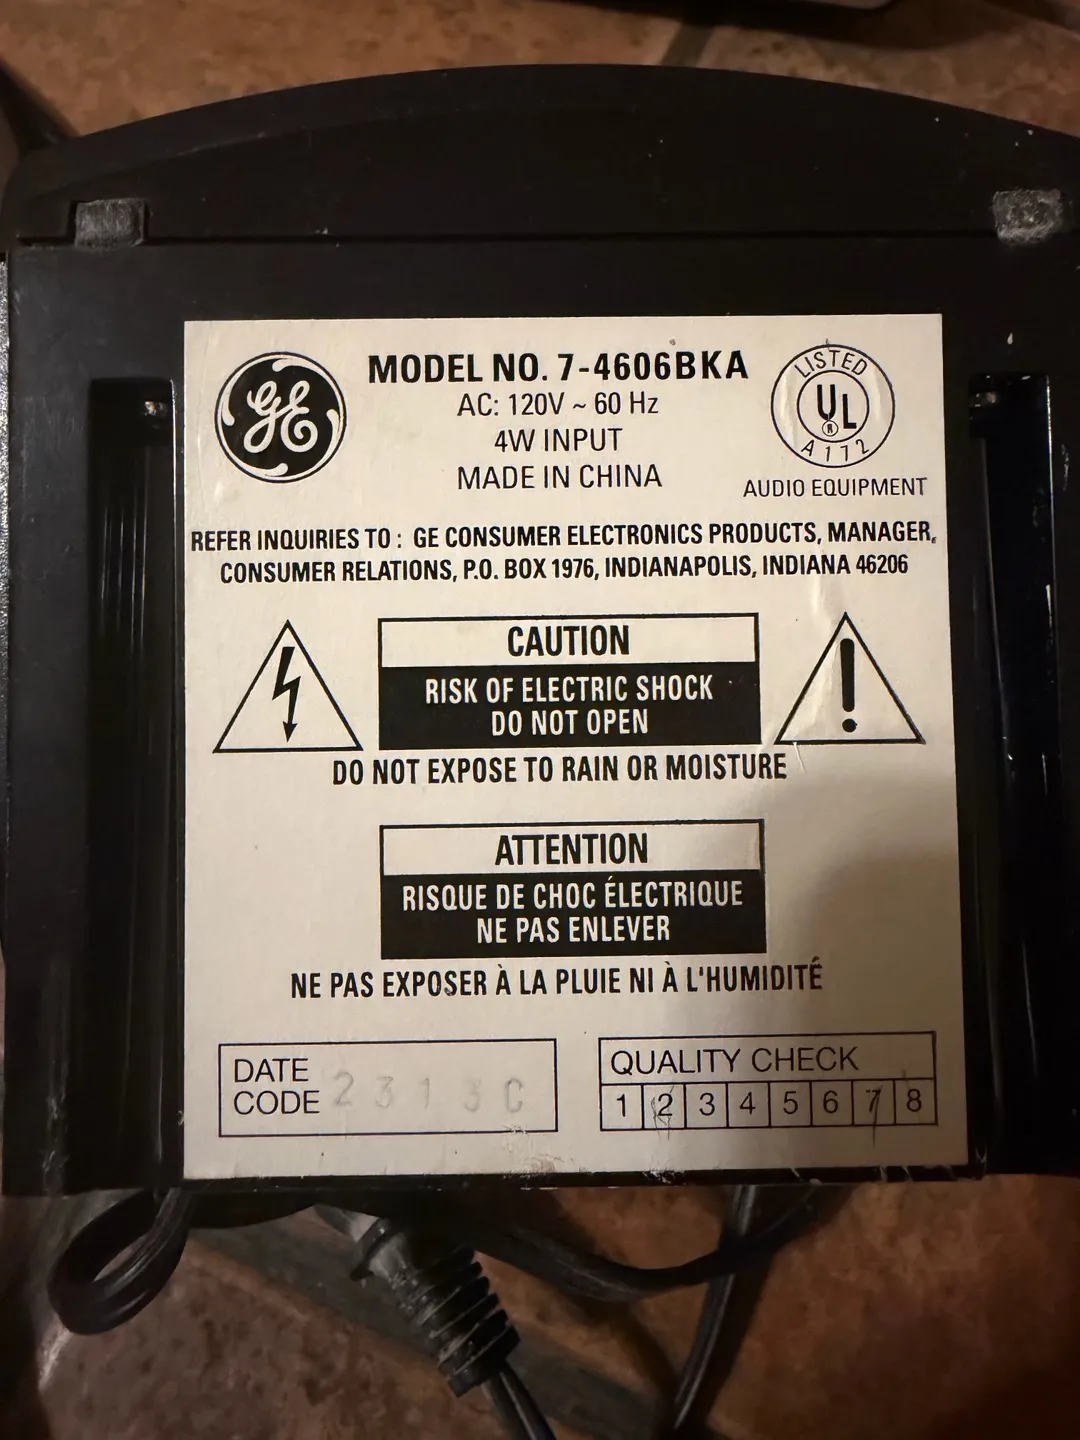 GE
MODEL NO. 7-4606BKA
AC: 120V ~ 60 Hz
4W INPUT
MADE IN CHINA
LISTED
UL
®
A172
AUDIO EQUIPMENT
REFER INQUIRIES TO : GE CONSUMER ELECTRONICS PRODUCTS, MANAGER,
CONSUMER RELATIONS, P.O. BOX 1976, INDIANAPOLIS, INDIANA 46206
CAUTION
RISK OF ELECTRIC SHOCK
DO NOT OPEN
DO NOT EXPOSE TO RAIN OR MOISTURE
ATTENTION
RISQUE DE CHOC ÉLECTRIQUE
NE PAS ENLEVER
NE PAS EXPOSER À LA PLUIE NI À L'HUMIDITÉ
DATE
CODE 2313C
QUALITY CHECK
1 2 3 4 5 6 7 8